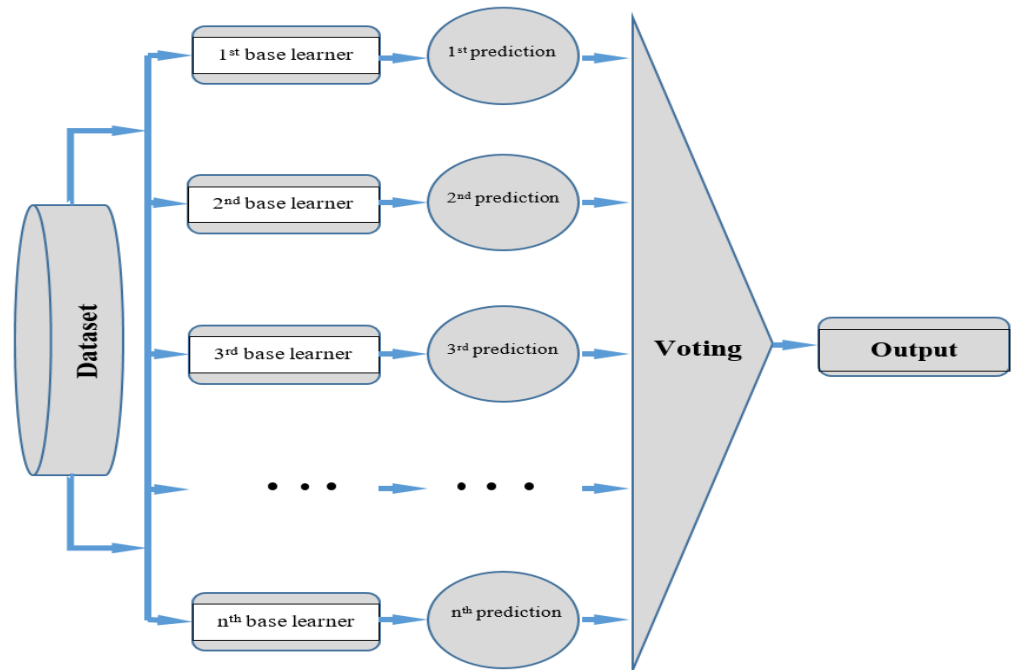 1st base learner
1st prediction
2nd base learner
2nd prediction
Dataset
3rd base learner
3rd prediction
Voting
Output
. . .
. . .
nth base learner
nth prediction